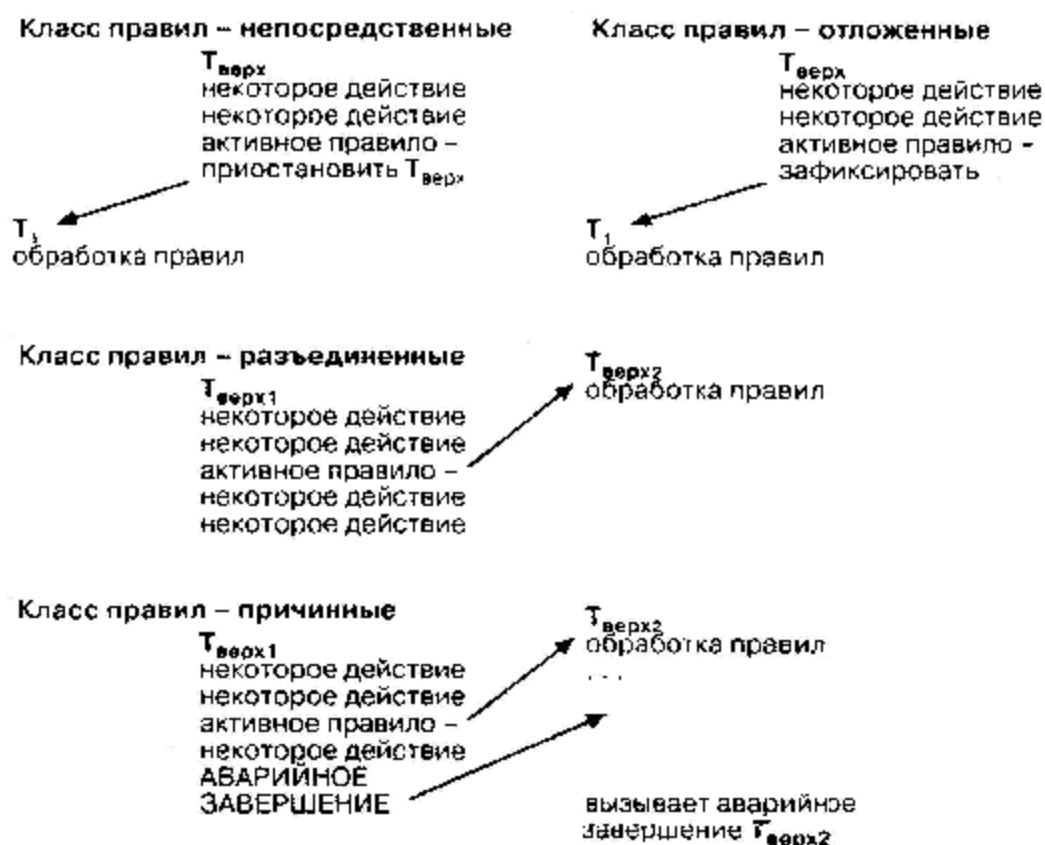 Класс правил – непосредственные
Tверх
некоторое действие
некоторое действие
активное правило –
приостановить Tверх
T1
обработка правил
Класс правил – отложенные
Tверх
некоторое действие
некоторое действие
активное правило –
зафиксировать
T1
обработка правил
Класс правил – разъединенные
Tверх1
некоторое действие
некоторое действие
активное правило –
некоторое действие
некоторое действие
Tверх2
обработка правил
Класс правил – причинные
Tверх1
некоторое действие
некоторое действие
активное правило –
некоторое действие
АВАРИЙНОЕ
ЗАВЕРШЕНИЕ
Tверх2
обработка правил
. . .
вызывает аварийное
завершение Tверх2